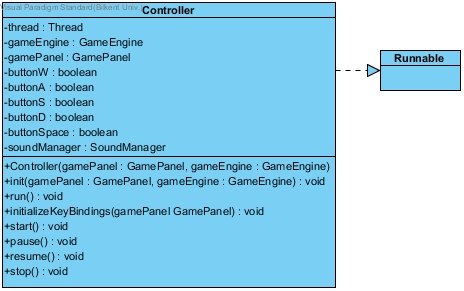 Visual Paradigm Standard(Bilkent Univ.)
Controller
-thread : Thread
-gameEngine : GameEngine
-gamePanel : GamePanel
-buttonW : boolean
-buttonA : boolean
-buttonS : boolean
-buttonD : boolean
-buttonSpace : boolean
-soundManager : SoundManager
+Controller(gamePanel : GamePanel, gameEngine : GameEngine)
+init(gamePanel : GamePanel, gameEngine : GameEngine) : void
+run() : void
+initializeKeyBindings(gamePanel GamePanel) : void
+start() : void
+pause() : void
+resume() : void
+stop() : void
Runnable